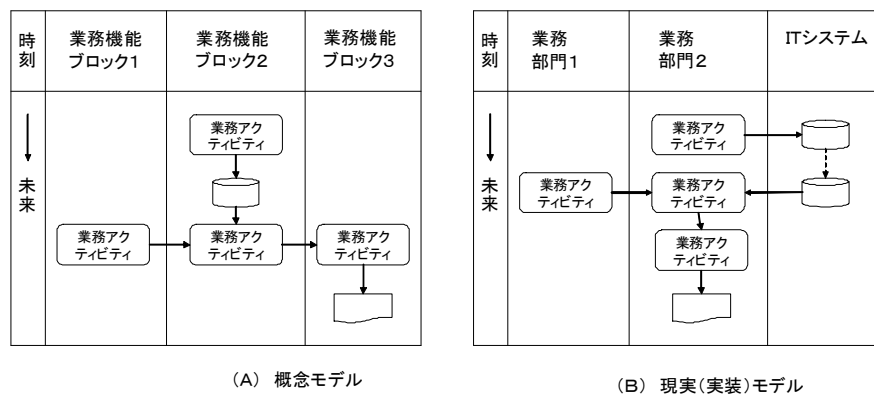 時
刻
業務機能
ブロック1
業務機能
ブロック2
業務機能
ブロック3
未
来
業務アク
ティビティ
業務アク
ティビティ
業務アク
ティビティ
業務アク
ティビティ
(A) 概念モデル
時
刻
業務
部門1
業務
部門2
ITシステム
未
来
業務アク
ティビティ
業務アク
ティビティ
業務アク
ティビティ
業務アク
ティビティ
(B) 現実(実装)モデル